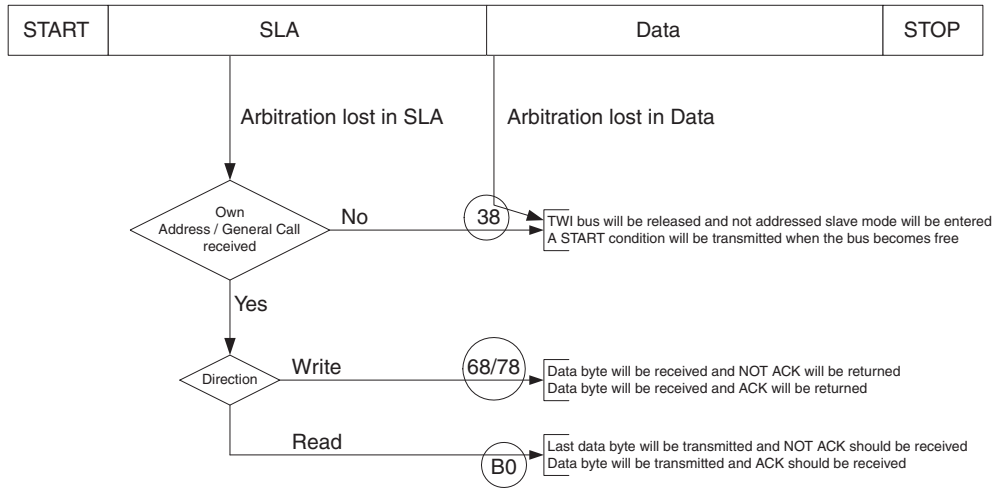 START SLA Data STOP
Arbitration lost in SLA Arbitration lost in Data
Own
Address / General Call
received
No
38
TWI bus will be released and not addressed slave mode will be entered
A START condition will be transmitted when the bus becomes free
Yes
Direction
Write
68/78
Data byte will be received and NOT ACK will be returned
Data byte will be received and ACK will be returned
Read
B0
Last data byte will be transmitted and NOT ACK should be received
Data byte will be transmitted and ACK should be received